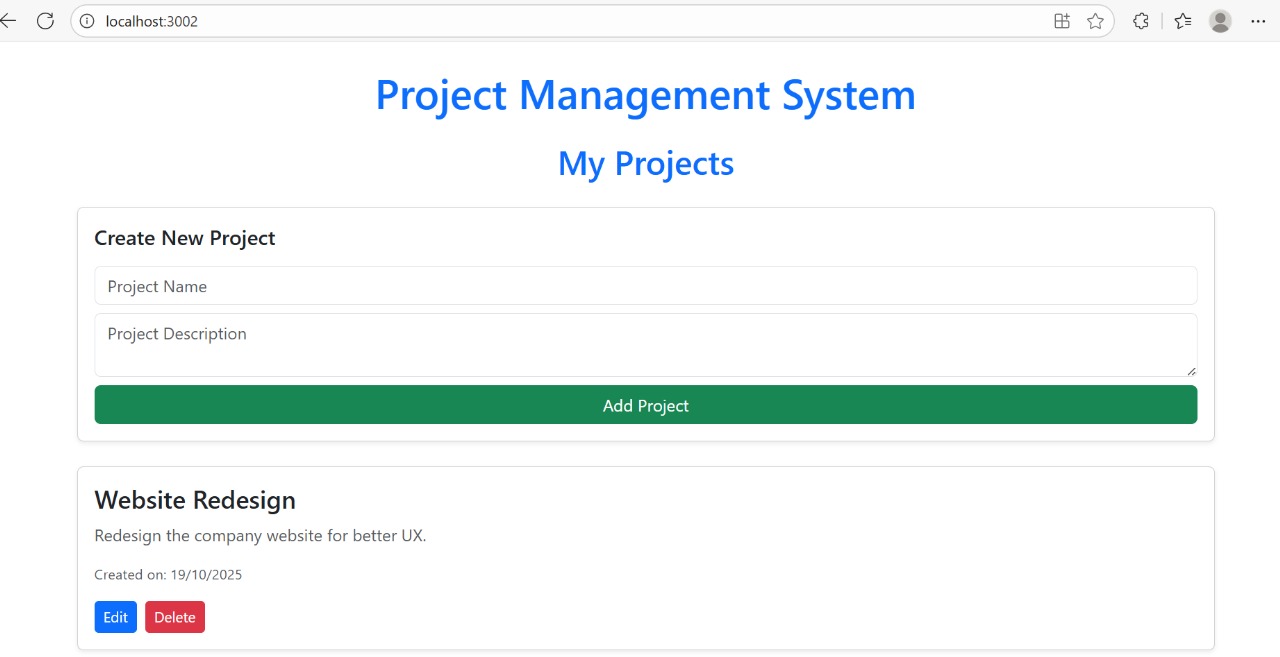 localhost:3002
Project Management System
My Projects
Create New Project
Project Name
Project Description
Add Project
Website Redesign
Redesign the company website for better UX.
Created on: 19/10/2025
Edit Delete